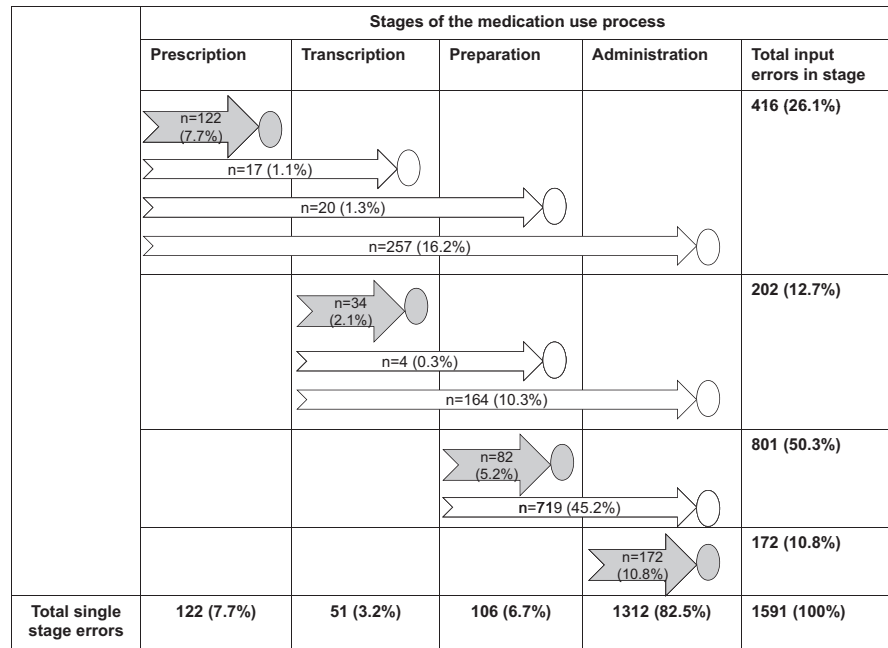 Stages of the medication use process
Prescription Transcription Preparation Administration Total input
errors in stage
416 (26.1%)
n=122
(7.7%)
n=17 (1.1%)
n=20 (1.3%)
n=257 (16.2%)
202 (12.7%)
n=34
(2.1%)
n=4 (0.3%)
n=164 (10.3%)
801 (50.3%)
n=82
(5.2%)
n=719 (45.2%)
172 (10.8%)
n=172
(10.8%)
Total single
stage errors
122 (7.7%) 51 (3.2%) 106 (6.7%) 1312 (82.5%) 1591 (100%)